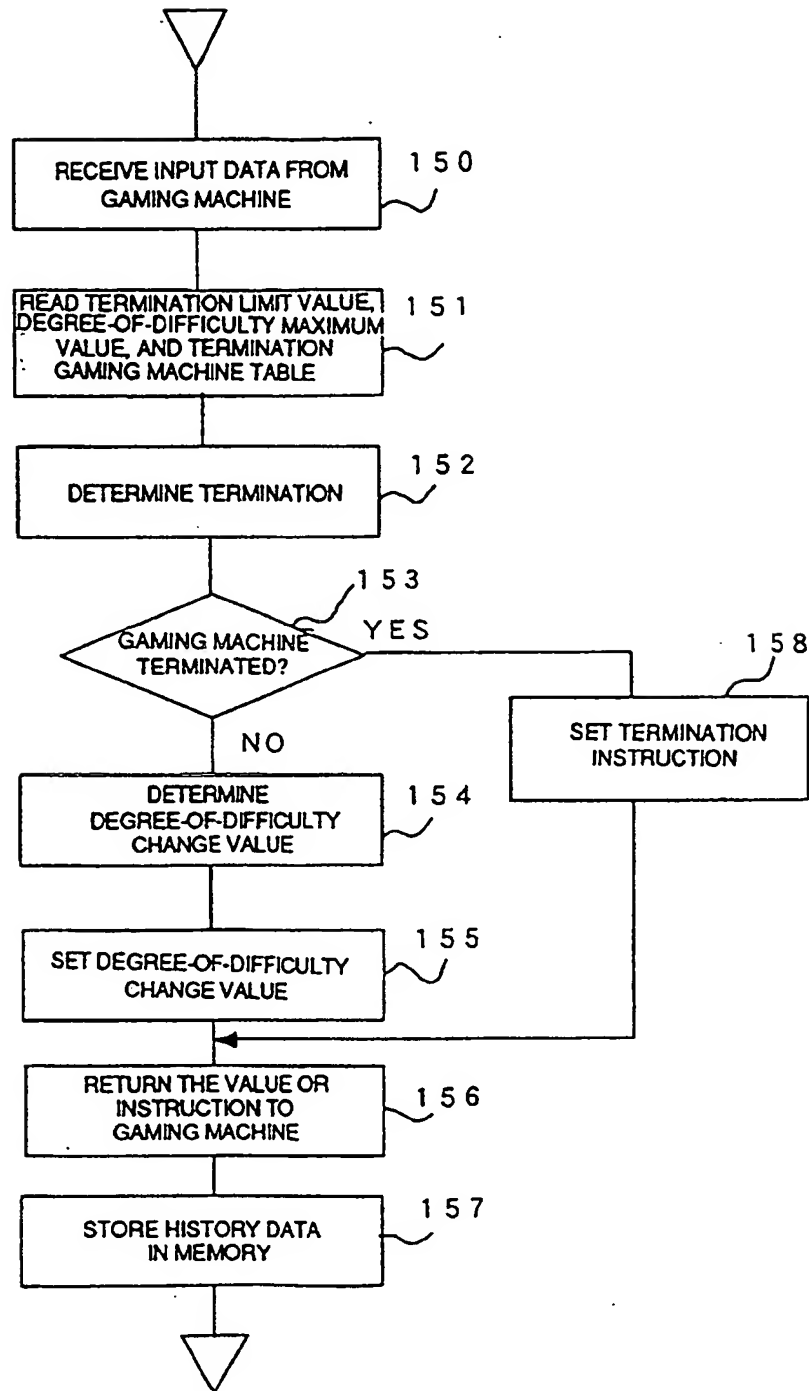 RECEIVE INPUT DATA FROM
GAMING MACHINE
150
READ TERMINATION LIMIT VALUE,
DEGREE-OF-DIFFICULTY MAXIMUM
VALUE, AND TERMINATION
GAMING MACHINE TABLE
151
DETERMINE TERMINATION
152
153
GAMING MACHINE
TERMINATED?
YES
NO
158
SET TERMINATION
INSTRUCTION
DETERMINE
DEGREE-OF-DIFFICULTY
CHANGE VALUE
154
SET DEGREE-OF-DIFFICULTY
CHANGE VALUE
155
RETURN THE VALUE OR
INSTRUCTION TO
GAMING MACHINE
156
STORE HISTORY DATA
IN MEMORY
157